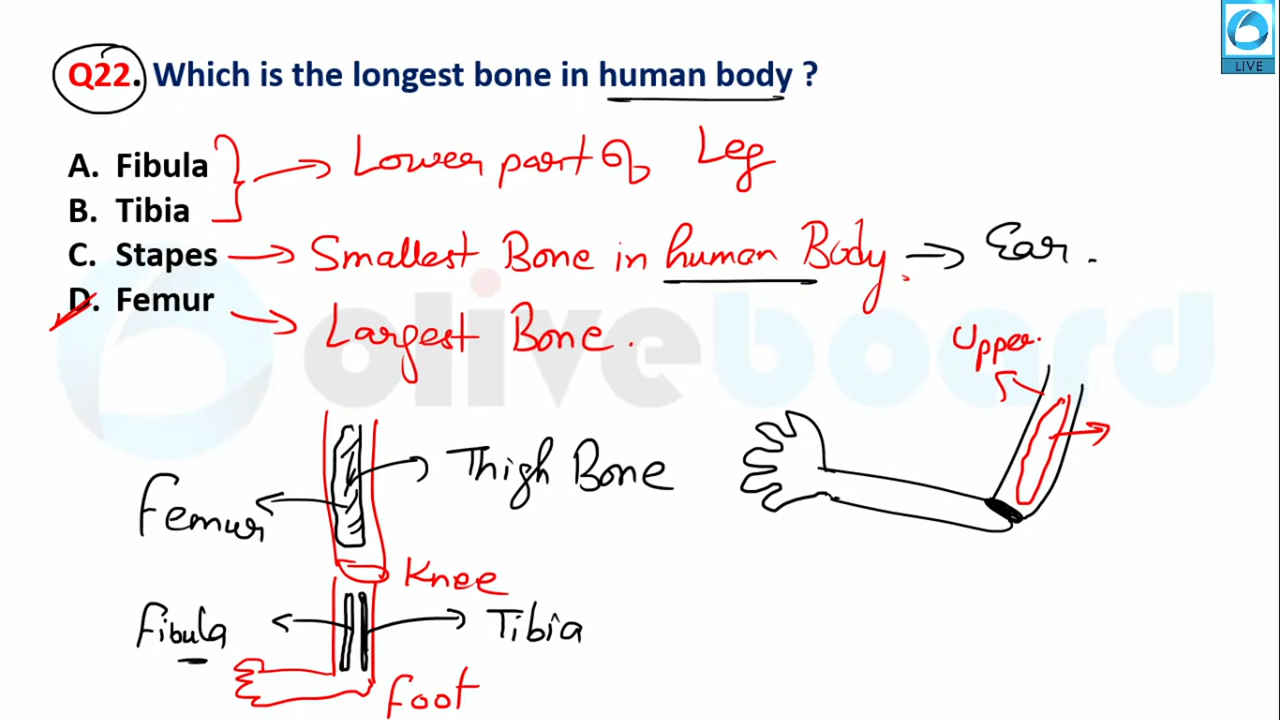 LIVE
Q22. Which is the longest bone in human body ?
A. Fibula
B. Tibia
Lower part of Leg
C. Stapes
Smallest Bone in human Body. Ear.
D. Femur
Largest Bone.
oliveboard
Upper.
Thigh Bone
Femur
Knee
Fibula
Tibia
Foot